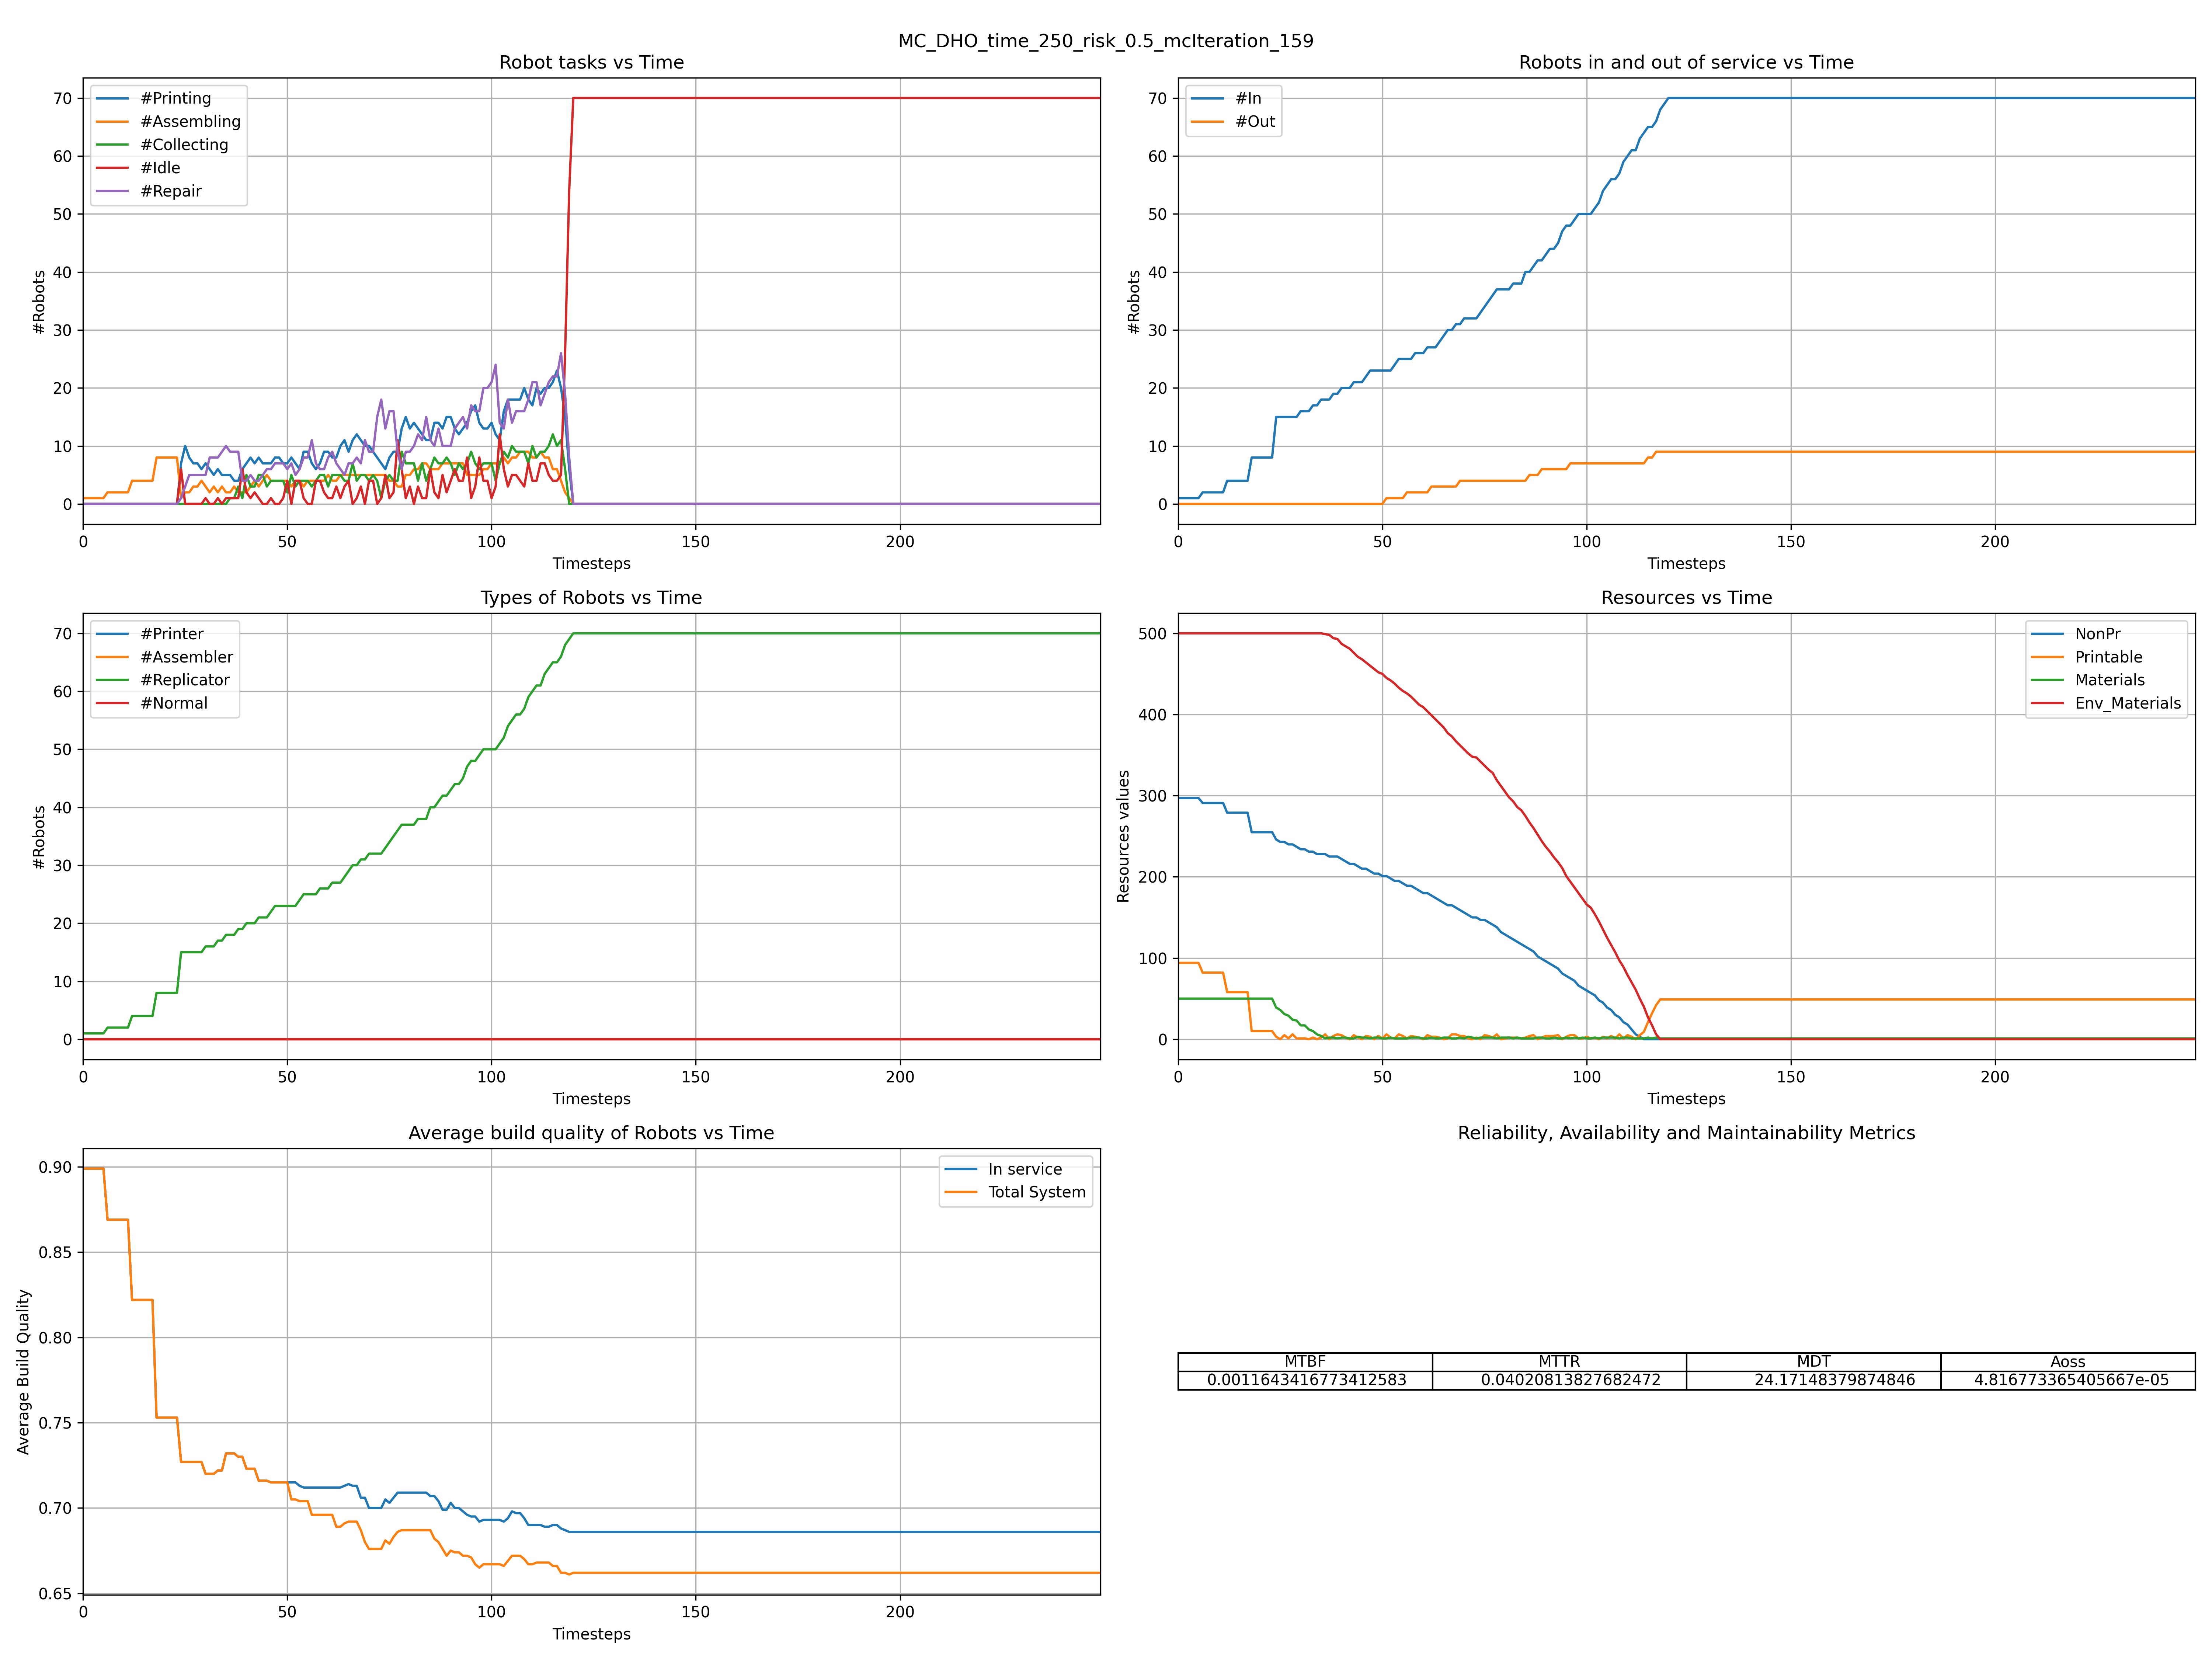 MC_DHO_time_250_risk_0.5_mcIteration_159
Robot tasks vs Time
#Printing
#Assembling
#Collecting
#Idle
#Repair
#Robots
70
60
50
40
30
20
10
0
0 50 100 150 200
Timesteps
Robots in and out of service vs Time
#In
#Out
#Robots
70
60
50
40
30
20
10
0
0 50 100 150 200
Timesteps
Types of Robots vs Time
#Printer
#Assembler
#Replicator
#Normal
#Robots
70
60
50
40
30
20
10
0
0 50 100 150 200
Timesteps
Resources vs Time
NonPr
Printable
Materials
Env_Materials
Resources values
500
400
300
200
100
0
0 50 100 150 200
Timesteps
Average build quality of Robots vs Time
In service
Total System
Average Build Quality
0.90
0.85
0.80
0.75
0.70
0.65
0 50 100 150 200
Timesteps
Reliability, Availability and Maintainability Metrics
MTBF MTTR MDT Aoss
0.0011643416773412583 0.04020813827682472 24.17148379874846 4.816773365405667e-05